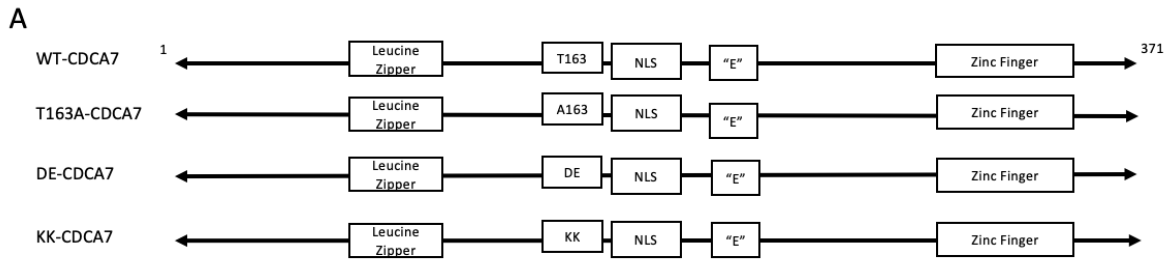 A
WT-CDCA7 1 Leucine Zipper T163 NLS “E” Zinc Finger 371
T163A-CDCA7 Leucine Zipper A163 NLS “E” Zinc Finger
DE-CDCA7 Leucine Zipper DE NLS “E” Zinc Finger
KK-CDCA7 Leucine Zipper KK NLS “E” Zinc Finger